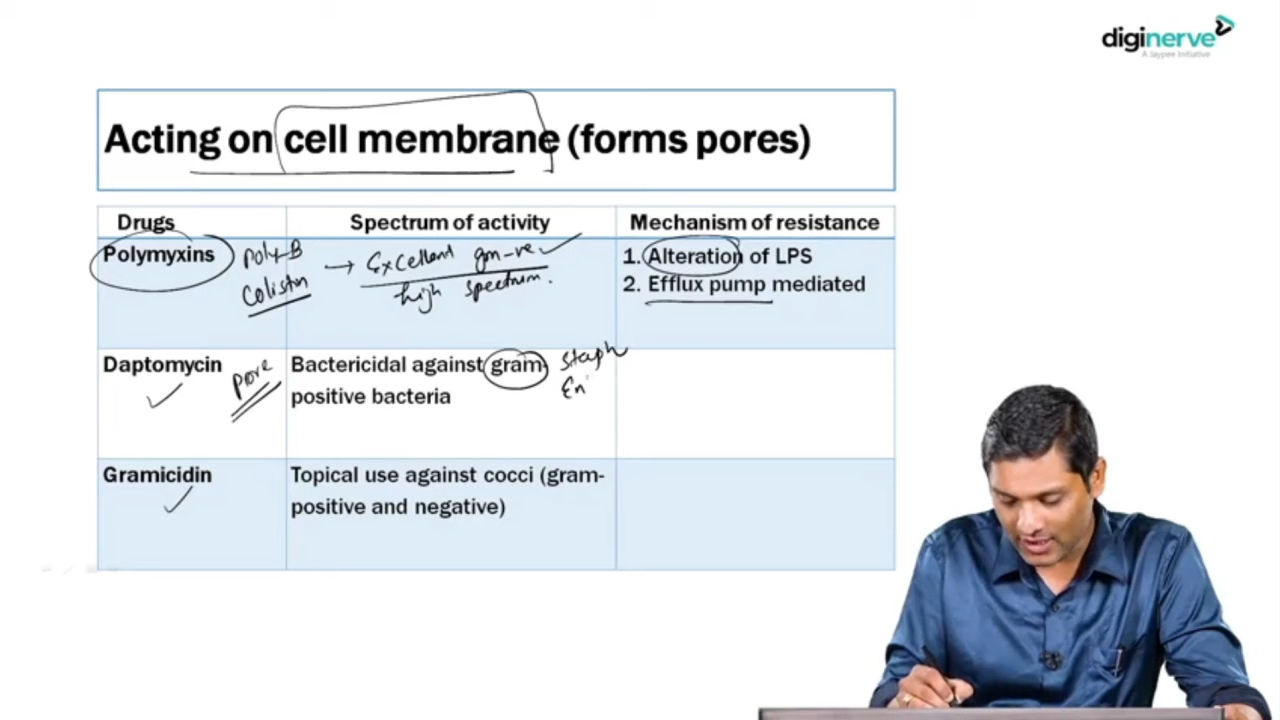 diginerve
A Jaypee Initiative
Acting on cell membrane (forms pores)
Drugs
Spectrum of activity
Mechanism of resistance
Polymyxins
Poly-B
Colistin
→ Excellent gm-ve
high spectrum.
1. Alteration of LPS
2. Efflux pump mediated
Daptomycin
Pore
Bactericidal against gram-
positive bacteria
Staph
En
Gramicidin
Topical use against cocci (gram-
positive and negative)